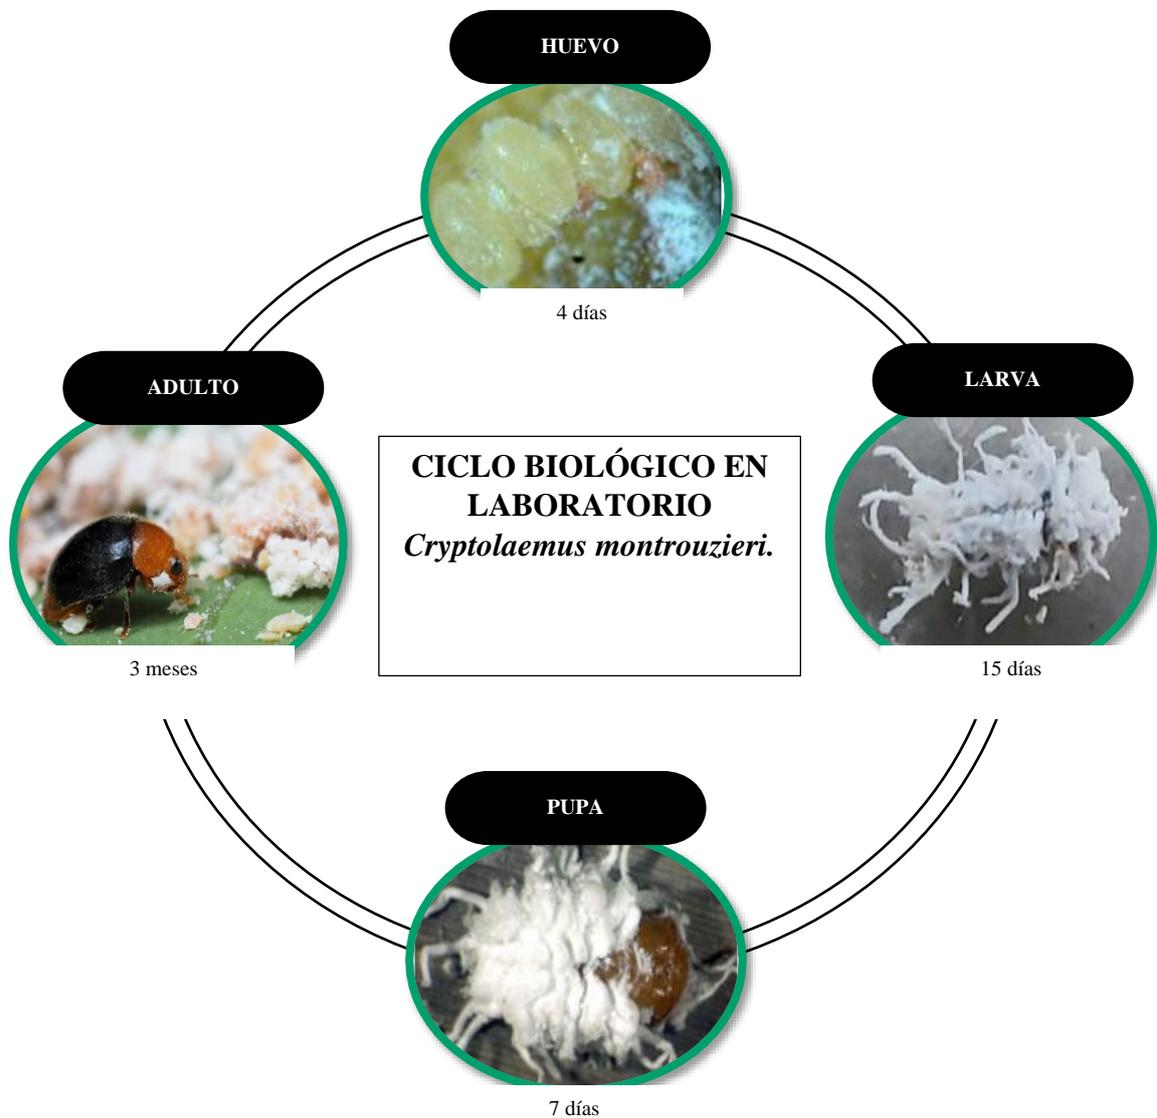 HUEVO
4 días
ADULTO
LARVA
CICLO BIOLÓGICO EN
LABORATORIO
Cryptolaemus montrouzieri.
3 meses
15 días
PUPA
7 días